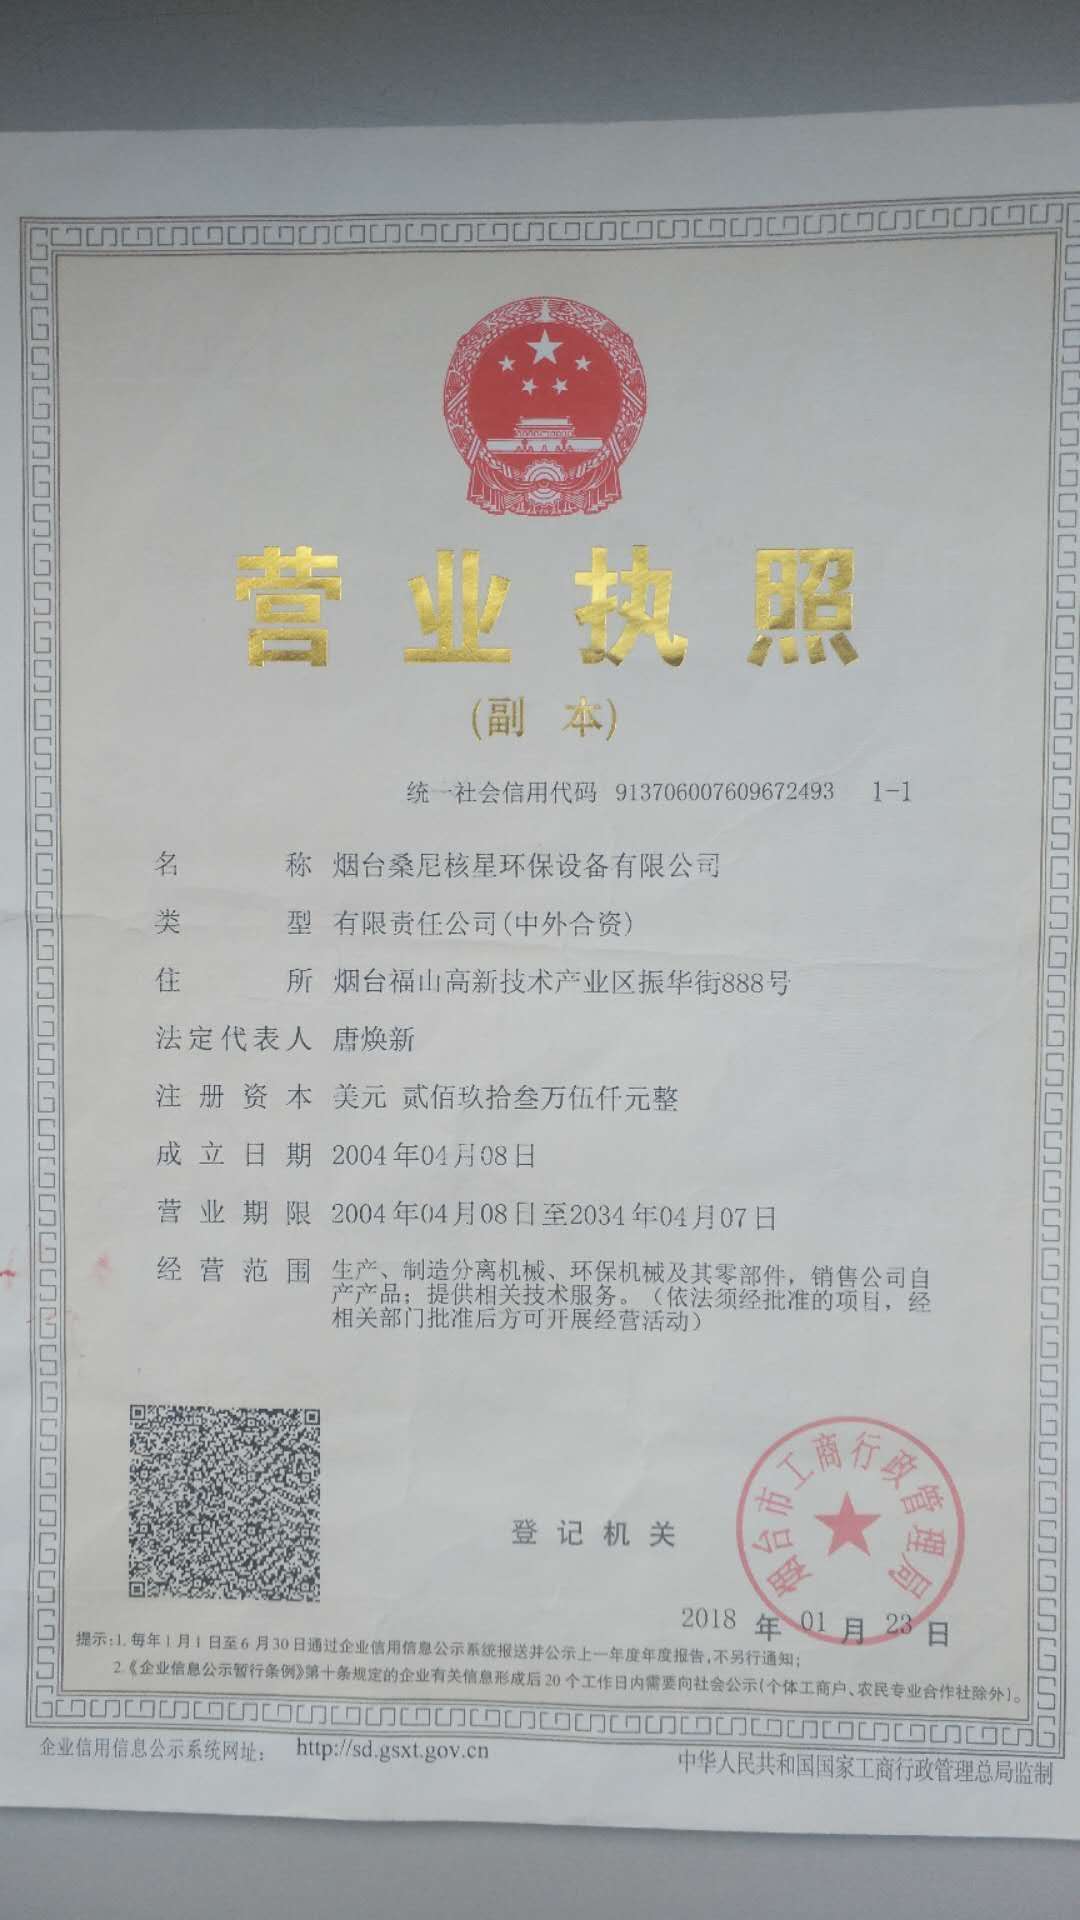 营业执照
(副 本)
统一社会信用代码 913706007609672493 1-1
名称 烟台桑尼核星环保设备有限公司
类型 有限责任公司(中外合资)
住所 烟台福山高新技术产业区振华街888号
法定代表人 唐焕新
注册资本 美元 贰佰玖拾叁万伍仟元整
成立日期 2004年04月08日
营业期限 2004年04月08日至2034年04月07日
经营范围 生产、制造分离机械、环保机械及其零部件，销售公司自
产产品；提供相关技术服务。（依法须经批准的项目，经
相关部门批准后方可开展经营活动）
登记机关
烟台市工商行政管理局
2018 年 01 月 23 日
提示：1. 每年1月1日至6月30日通过企业信用信息公示系统报送并公示上一年度年度报告，不另行通知；
2.《企业信息公示暂行条例》第十条规定的企业有关信息形成后20个工作日内需要向社会公示（个体工商户、农民专业合作社除外）。
企业信用信息公示系统网址： http://sd.gsxt.gov.cn
中华人民共和国国家工商行政管理总局监制